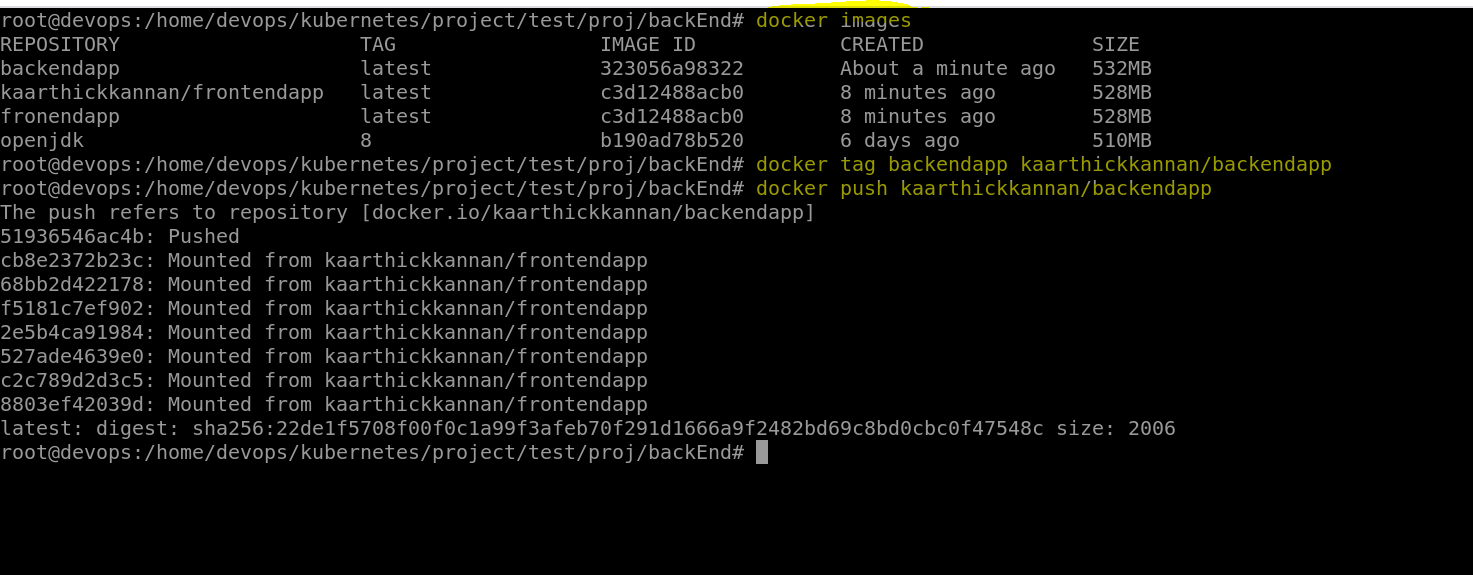 root@devops:/home/devops/kubernetes/project/test/proj/backEnd# docker images
REPOSITORY                    TAG                 IMAGE ID            CREATED              SIZE
backendapp                    latest              323056a98322        About a minute ago   532MB
kaarthickkannan/frontendapp   latest              c3d12488acb0        8 minutes ago        528MB
fronendapp                    latest              c3d12488acb0        8 minutes ago        528MB
openjdk                       8                   b190ad78b520        6 days ago           510MB
root@devops:/home/devops/kubernetes/project/test/proj/backEnd# docker tag backendapp kaarthickkannan/backendapp
root@devops:/home/devops/kubernetes/project/test/proj/backEnd# docker push kaarthickkannan/backendapp
The push refers to repository [docker.io/kaarthickkannan/backendapp]
51936546ac4b: Pushed
cb8e2372b23c: Mounted from kaarthickkannan/frontendapp
68bb2d422178: Mounted from kaarthickkannan/frontendapp
f5181c7ef902: Mounted from kaarthickkannan/frontendapp
2e5b4ca91984: Mounted from kaarthickkannan/frontendapp
527ade4639e0: Mounted from kaarthickkannan/frontendapp
c2c789d2d3c5: Mounted from kaarthickkannan/frontendapp
8803ef42039d: Mounted from kaarthickkannan/frontendapp
latest: digest: sha256:22de1f5708f00f0c1a99f3afeb70f291d1666a9f2482bd69c8bd0cbc0f47548c size: 2006
root@devops:/home/devops/kubernetes/project/test/proj/backEnd#